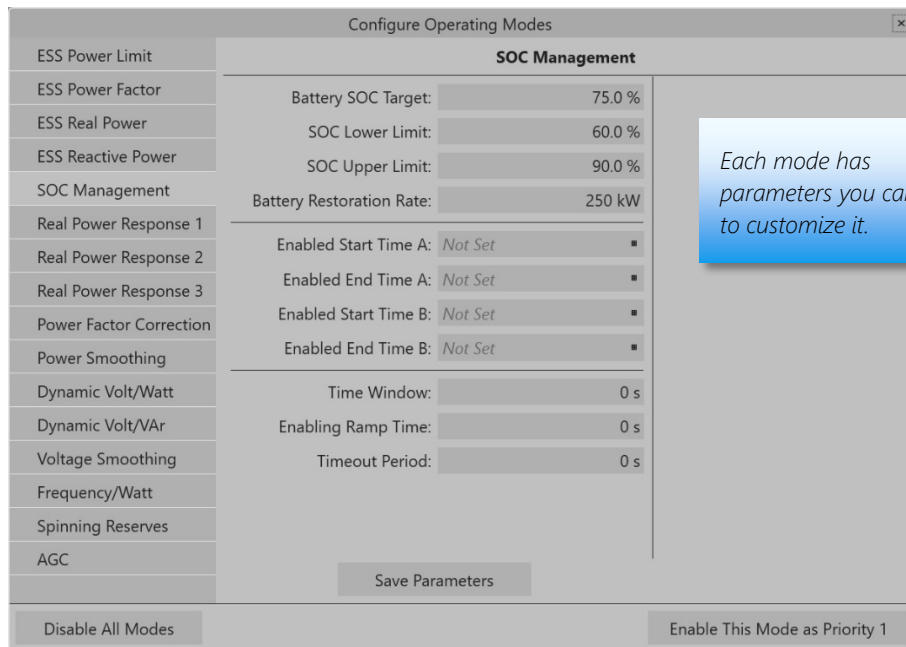 Configure Operating Modes
ESS Power Limit
ESS Power Factor
ESS Real Power
ESS Reactive Power
SOC Management
Real Power Response 1
Real Power Response 2
Real Power Response 3
Power Factor Correction
Power Smoothing
Dynamic Volt/Watt
Dynamic Volt/VAr
Voltage Smoothing
Frequency/Watt
Spinning Reserves
AGC
SOC Management
Battery SOC Target: 75.0 %
SOC Lower Limit: 60.0 %
SOC Upper Limit: 90.0 %
Battery Restoration Rate: 250 kW
Enabled Start Time A: Not Set
Enabled End Time A: Not Set
Enabled Start Time B: Not Set
Enabled End Time B: Not Set
Time Window: 0 s
Enabling Ramp Time: 0 s
Timeout Period: 0 s
Save Parameters
Each mode has
parameters you
to customize it.
Disable All Modes
Enable This Mode as Priority 1